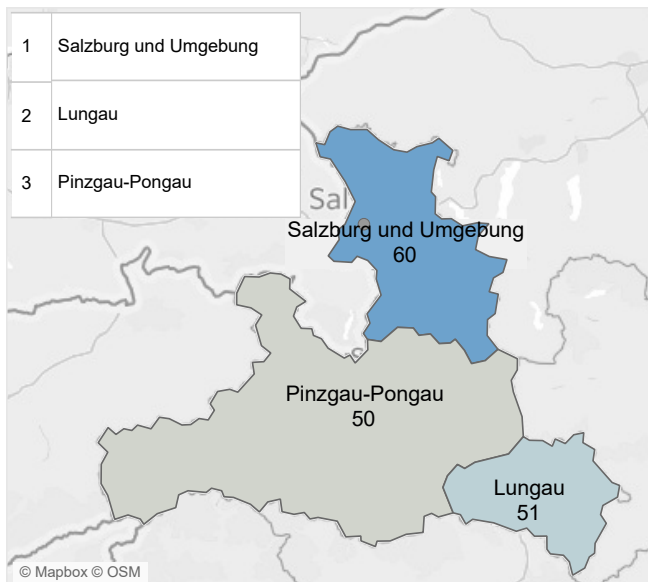 1 Salzburg und Umgebung
2 Lungau
3 Pinzgau-Pongau
Sal
Salzburg und Umgebung
60
Pinzgau-Pongau
50
Lungau
51
© Mapbox © OSM